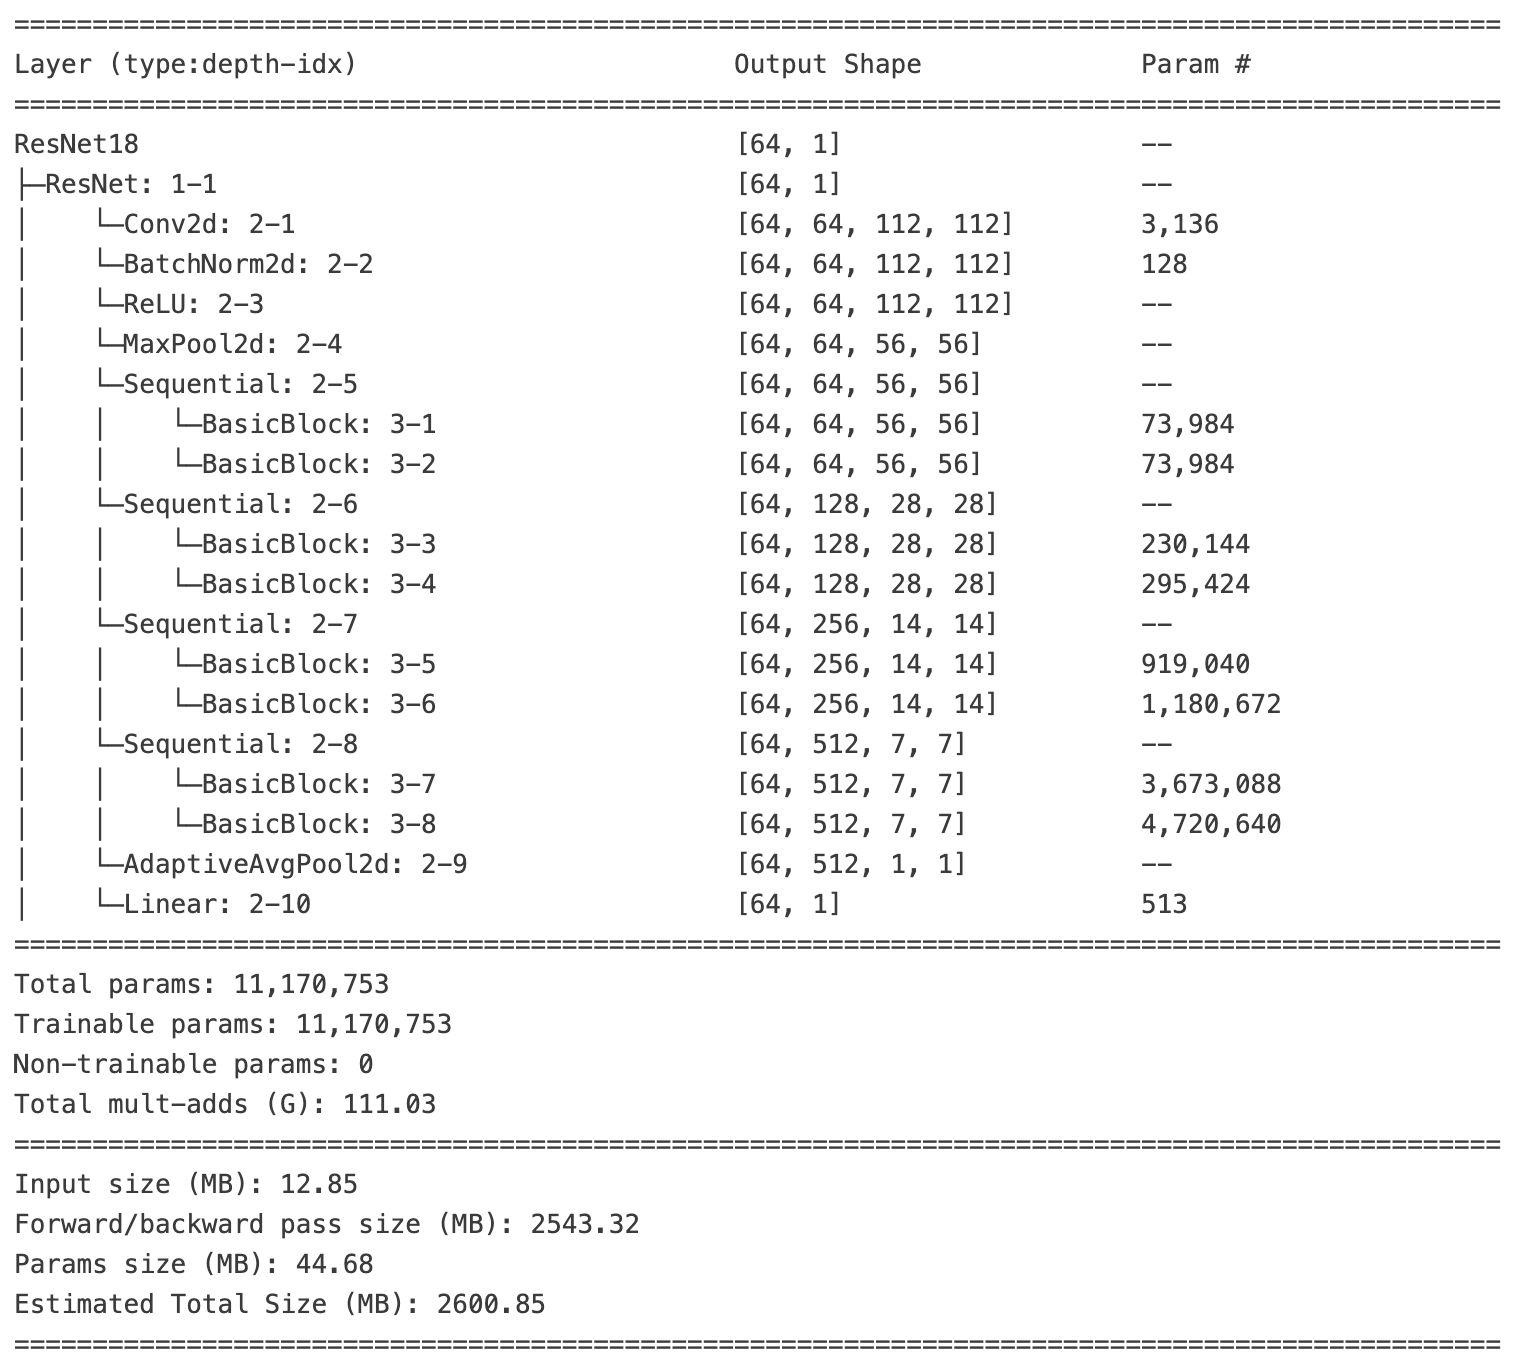 ===============================================================================================
Layer (type:depth-idx)                        Output Shape              Param #
===============================================================================================
ResNet18                                      [64, 1]                   --
├─ResNet: 1-1                                 [64, 1]                   --
│    └─Conv2d: 2-1                            [64, 64, 112, 112]        3,136
│    └─BatchNorm2d: 2-2                       [64, 64, 112, 112]        128
│    └─ReLU: 2-3                              [64, 64, 112, 112]        --
│    └─MaxPool2d: 2-4                         [64, 64, 56, 56]          --
│    └─Sequential: 2-5                        [64, 64, 56, 56]          --
│    │    └─BasicBlock: 3-1                   [64, 64, 56, 56]          73,984
│    │    └─BasicBlock: 3-2                   [64, 64, 56, 56]          73,984
│    └─Sequential: 2-6                        [64, 128, 28, 28]         --
│    │    └─BasicBlock: 3-3                   [64, 128, 28, 28]         230,144
│    │    └─BasicBlock: 3-4                   [64, 128, 28, 28]         295,424
│    └─Sequential: 2-7                        [64, 256, 14, 14]         --
│    │    └─BasicBlock: 3-5                   [64, 256, 14, 14]         919,040
│    │    └─BasicBlock: 3-6                   [64, 256, 14, 14]         1,180,672
│    └─Sequential: 2-8                        [64, 512, 7, 7]           --
│    │    └─BasicBlock: 3-7                   [64, 512, 7, 7]           3,673,088
│    │    └─BasicBlock: 3-8                   [64, 512, 7, 7]           4,720,640
│    └─AdaptiveAvgPool2d: 2-9                 [64, 512, 1, 1]           --
│    └─Linear: 2-10                           [64, 1]                   513
===============================================================================================
Total params: 11,170,753
Trainable params: 11,170,753
Non-trainable params: 0
Total mult-adds (G): 111.03
===============================================================================================
Input size (MB): 12.85
Forward/backward pass size (MB): 2543.32
Params size (MB): 44.68
Estimated Total Size (MB): 2600.85
===============================================================================================